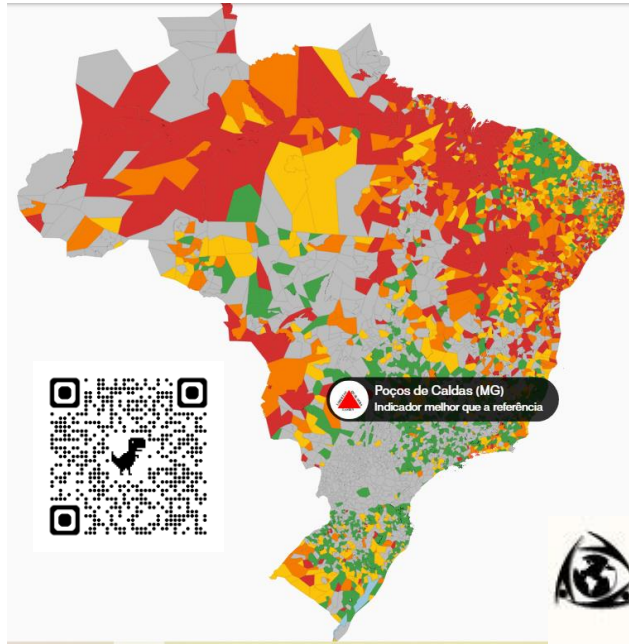 Poços de Caldas (MG)
Indicador melhor que a referência